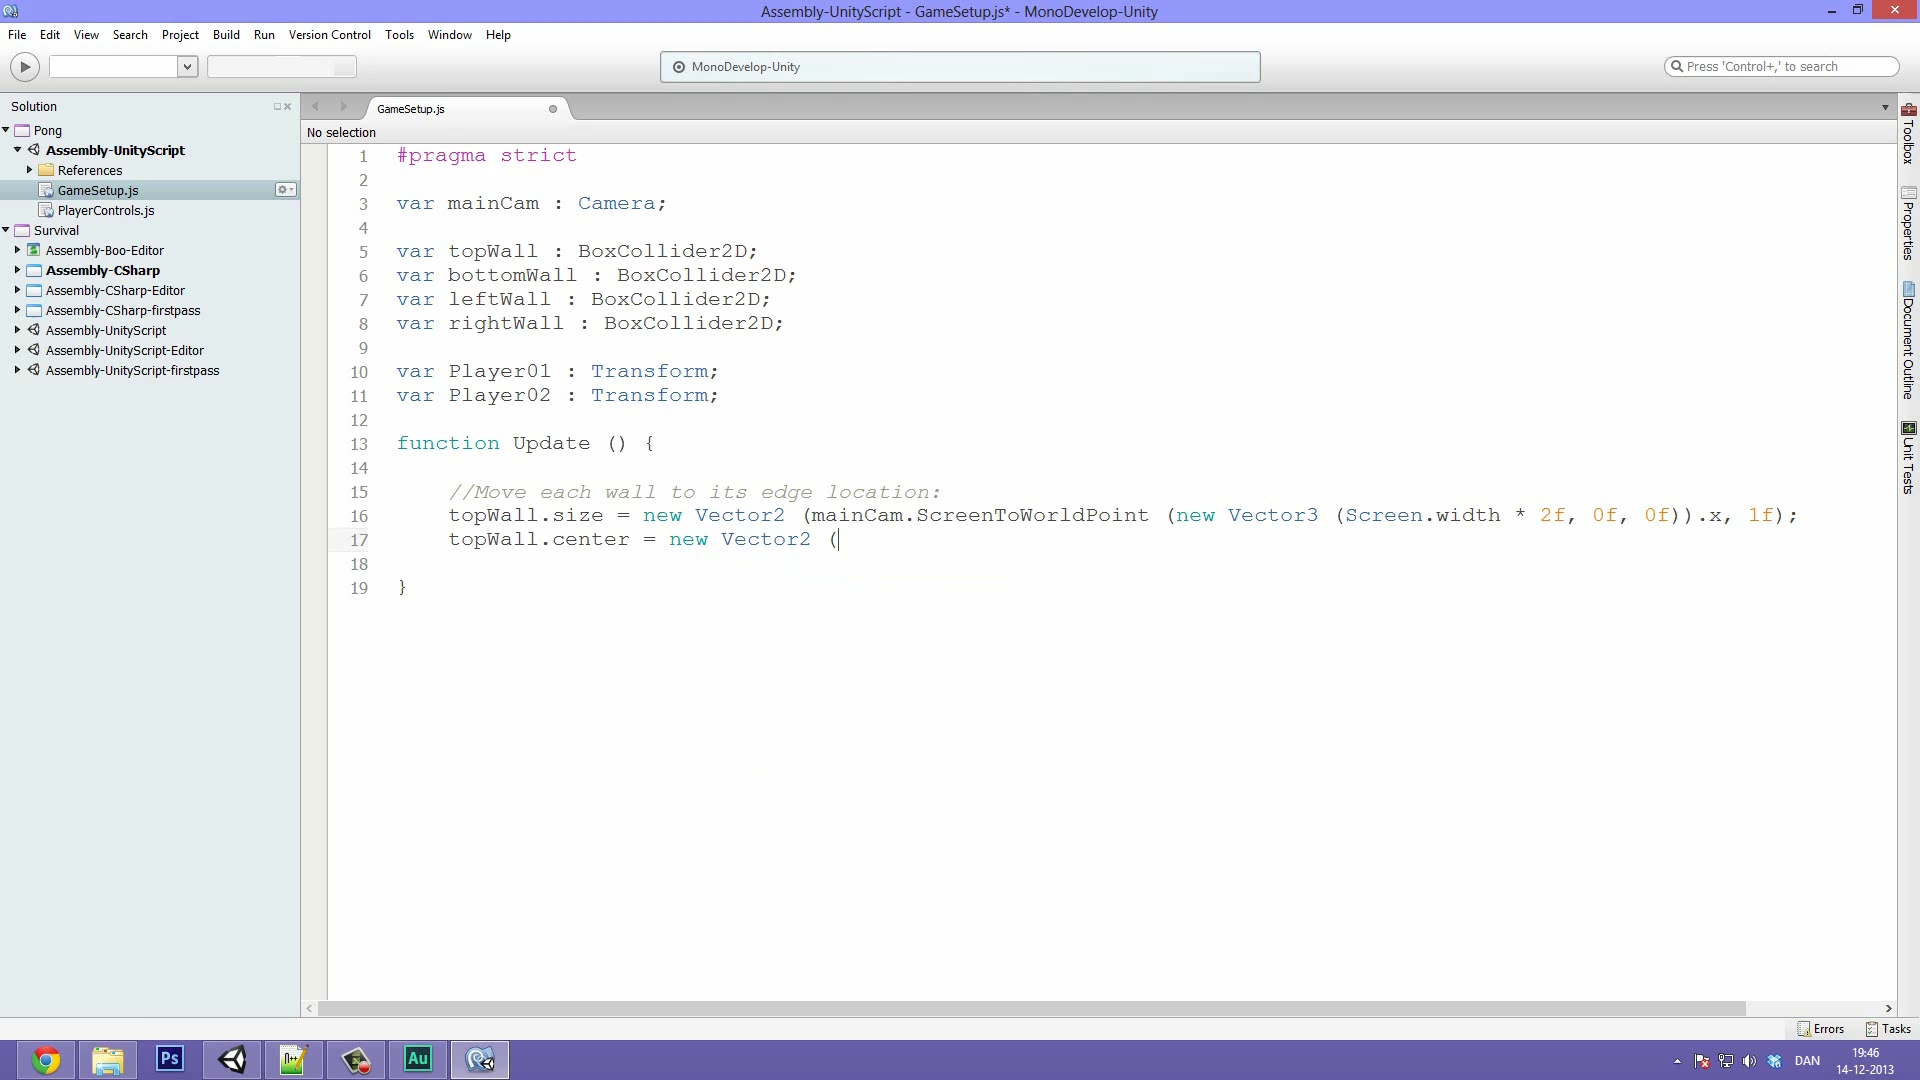 Assembly-UnityScript - GameSetup.js* - MonoDevelop-Unity
File Edit View Search Project Build Run Version Control Tools Window Help
MonoDevelop-Unity
Press 'Control+,' to search
Solution
GameSetup.js
No selection
Pong
Assembly-UnityScript
References
GameSetup.js
PlayerControls.js
Survival
Assembly-Boo-Editor
Assembly-CSharp
Assembly-CSharp-Editor
Assembly-CSharp-firstpass
Assembly-UnityScript
Assembly-UnityScript-Editor
Assembly-UnityScript-firstpass
1 #pragma strict
2
3 var mainCam : Camera;
4
5 var topWall : BoxCollider2D;
6 var bottomWall : BoxCollider2D;
7 var leftWall : BoxCollider2D;
8 var rightWall : BoxCollider2D;
9
10 var Player01 : Transform;
11 var Player02 : Transform;
12
13 function Update () {
14
15 //Move each wall to its edge location:
16 topWall.size = new Vector2 (mainCam.ScreenToWorldPoint (new Vector3 (Screen.width * 2f, 0f, 0f)).x, 1f);
17 topWall.center = new Vector2 (
18
19 }
Toolbox
Properties
Document Outline
Unit Tests
Errors Tasks
Ps
Au
DAN
19:46
14-12-2013